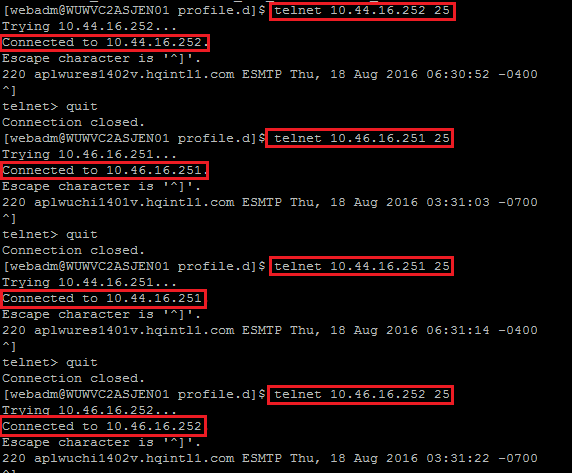 [webadm@WUWVC2ASJEN01 profile.d]$ telnet 10.44.16.252 25
Trying 10.44.16.252...
Connected to 10.44.16.252.
Escape character is '^]'.
220 aplwures1402v.hqintl1.com ESMTP Thu, 18 Aug 2016 06:30:52 -0400
^]
telnet> quit
Connection closed.
[webadm@WUWVC2ASJEN01 profile.d]$ telnet 10.46.16.251 25
Trying 10.46.16.251...
Connected to 10.46.16.251.
Escape character is '^]'.
220 aplwuchi1401v.hqintl1.com ESMTP Thu, 18 Aug 2016 03:31:03 -0700
^]
telnet> quit
Connection closed.
[webadm@WUWVC2ASJEN01 profile.d]$ telnet 10.44.16.251 25
Trying 10.44.16.251...
Connected to 10.44.16.251
Escape character is '^]'.
220 aplwures1401v.hqintl1.com ESMTP Thu, 18 Aug 2016 06:31:14 -0400
^]
telnet> quit
Connection closed.
[webadm@WUWVC2ASJEN01 profile.d]$ telnet 10.46.16.252 25
Trying 10.46.16.252...
Connected to 10.46.16.252
Escape character is '^]'.
220 aplwuchi1402v.hqintl1.com ESMTP Thu, 18 Aug 2016 03:31:22 -0700
^]